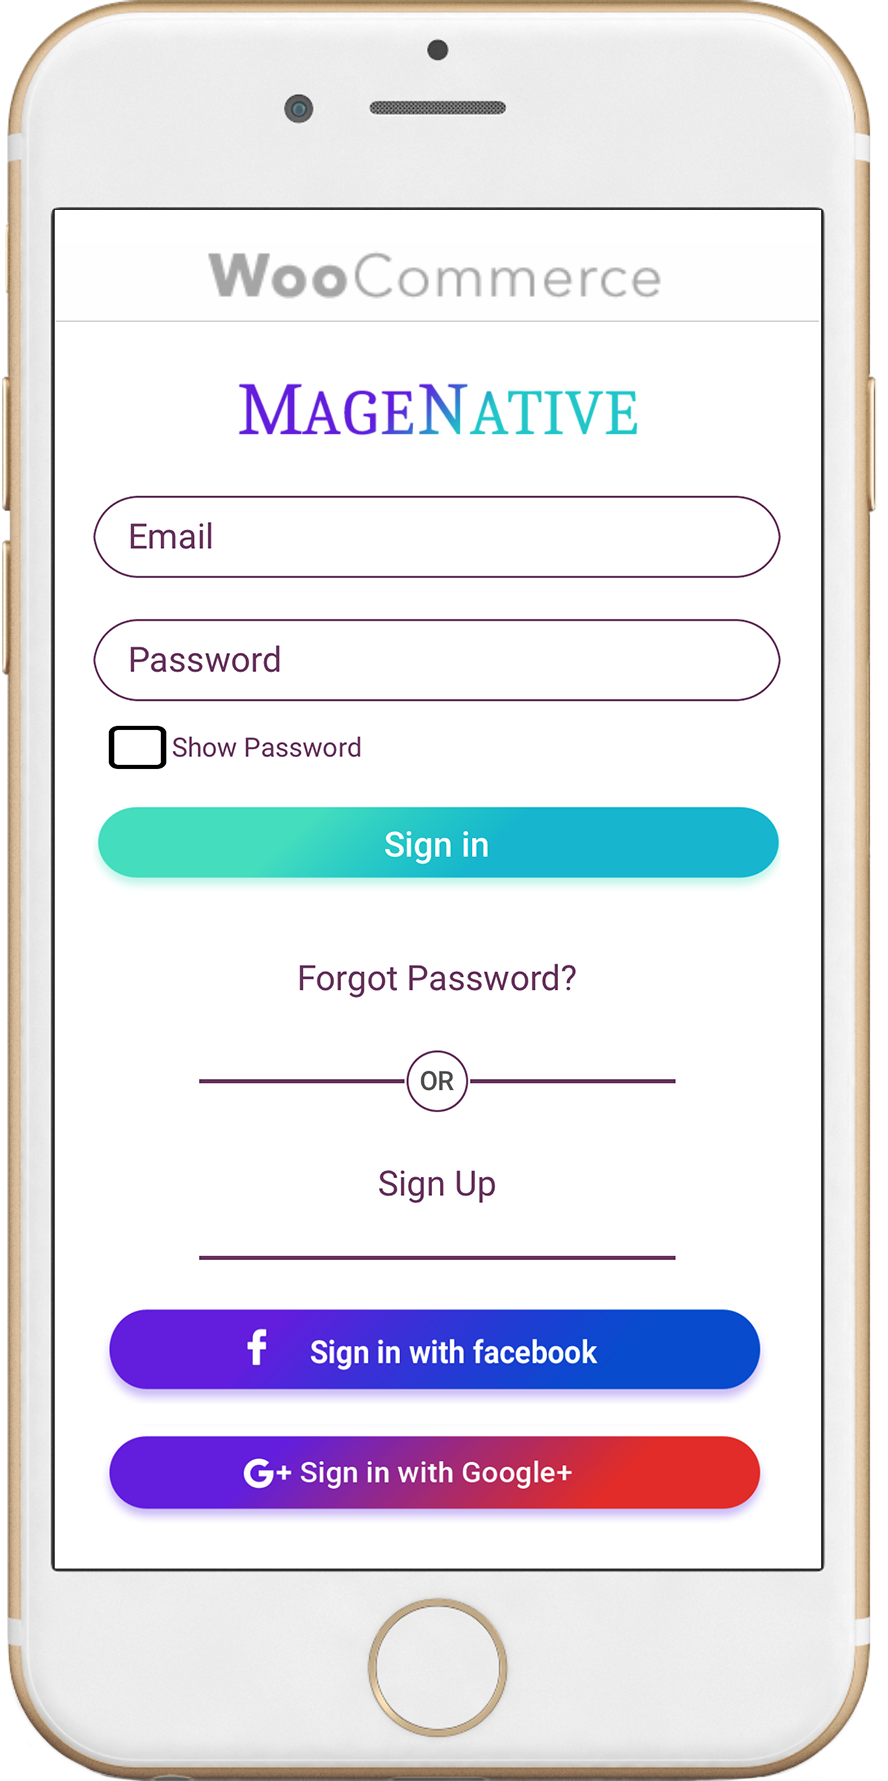 WooCommerce
MAGENATIVE
Email
Password
Show Password
Sign in
Forgot Password?
OR
Sign Up
f Sign in with facebook
G+ Sign in with Google+